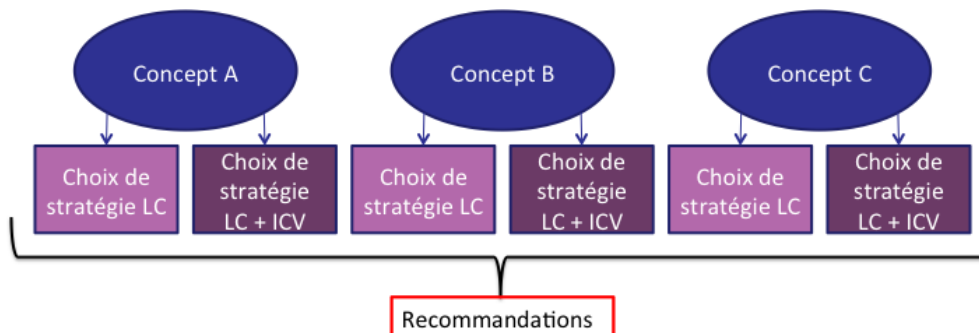 Concept A
Concept B
Concept C
Choix de
stratégie LC
Choix de
stratégie
LC + ICV
Choix de
stratégie LC
Choix de
stratégie
LC + ICV
Choix de
stratégie LC
Choix de
stratégie
LC + ICV
Recommandations